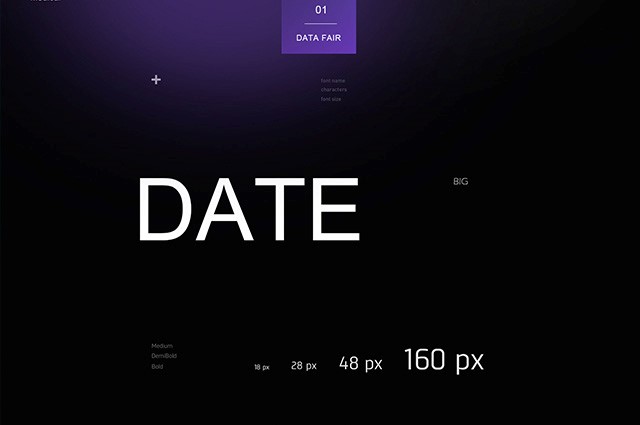 01
DATA FAIR
+
font name
characters
font size
DATE
BIG
Medium
DemiBold
Bold
18 px
28 px
48 px
160 px